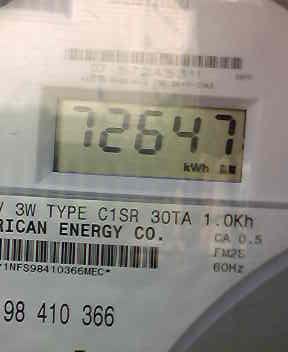 72647
kWh
V 3W TYPE C1SR 30TA 1.0Kh
RICAN ENERGY CO.
CA 0.5
FM2S
60Hz
*1NFS98410366MEC*
98 410 366